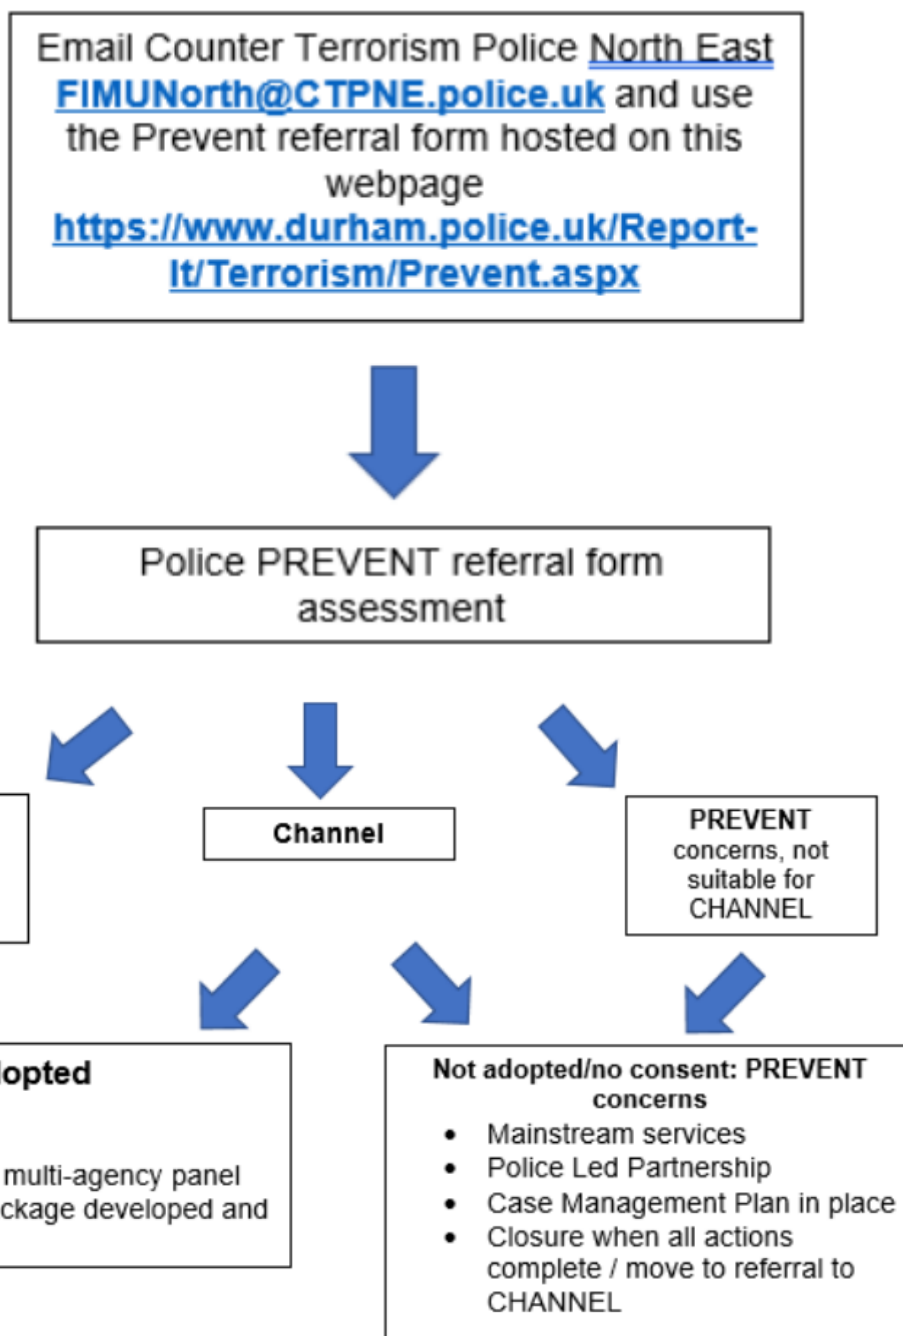 Email Counter Terrorism Police North East
FIMUNorth@CTPNE.police.uk and use
the Prevent referral form hosted on this
webpage
https://www.durham.police.uk/Report-
It/Terrorism/Prevent.aspx
Police PREVENT referral form
assessment
Channel
PREVENT
concerns, not
suitable for
CHANNEL
multi-agency panel
developed and
Not adopted/no consent: PREVENT
concerns
• Mainstream services
• Police Led Partnership
• Case Management Plan in place
• Closure when all actions
complete / move to referral to
CHANNEL